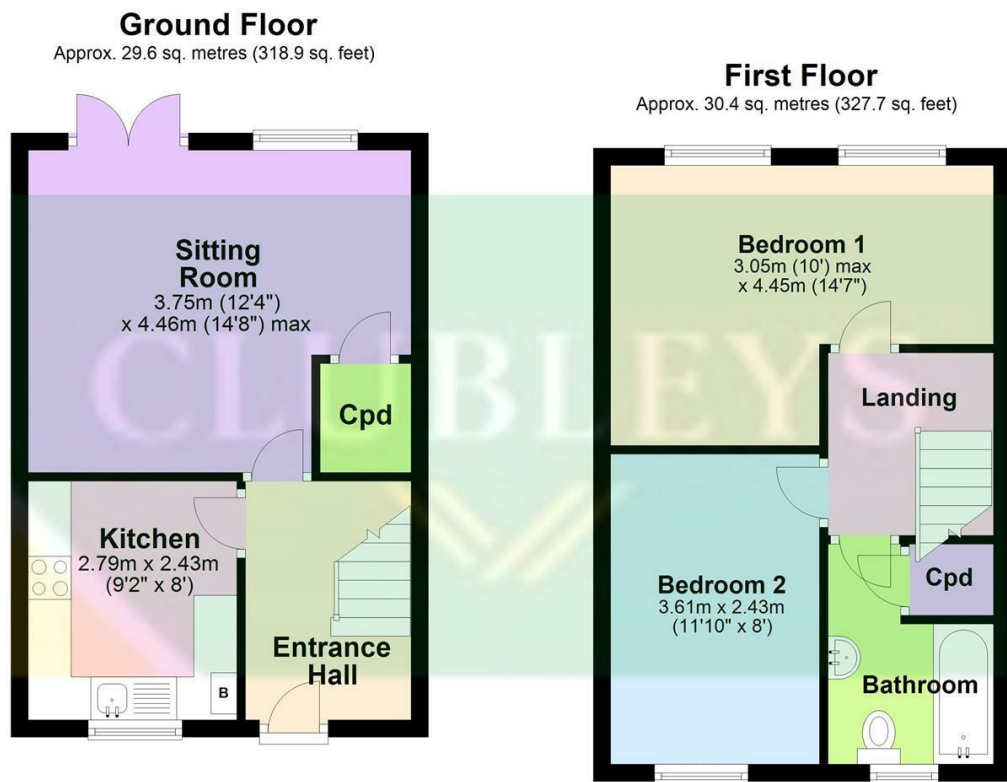 Ground Floor
Approx. 29.6 sq. metres (318.9 sq. feet)
Sitting
Room
3.75m (12'4")
x 4.46m (14'8") max
Cpd
Kitchen
2.79m x 2.43m
(9'2" x 8')
B
Entrance
Hall
First Floor
Approx. 30.4 sq. metres (327.7 sq. feet)
Bedroom 1
3.05m (10') max
x 4.45m (14'7")
Landing
Bedroom 2
3.61m x 2.43m
(11'10" x 8')
Cpd
Bathroom
CLUBLEYS